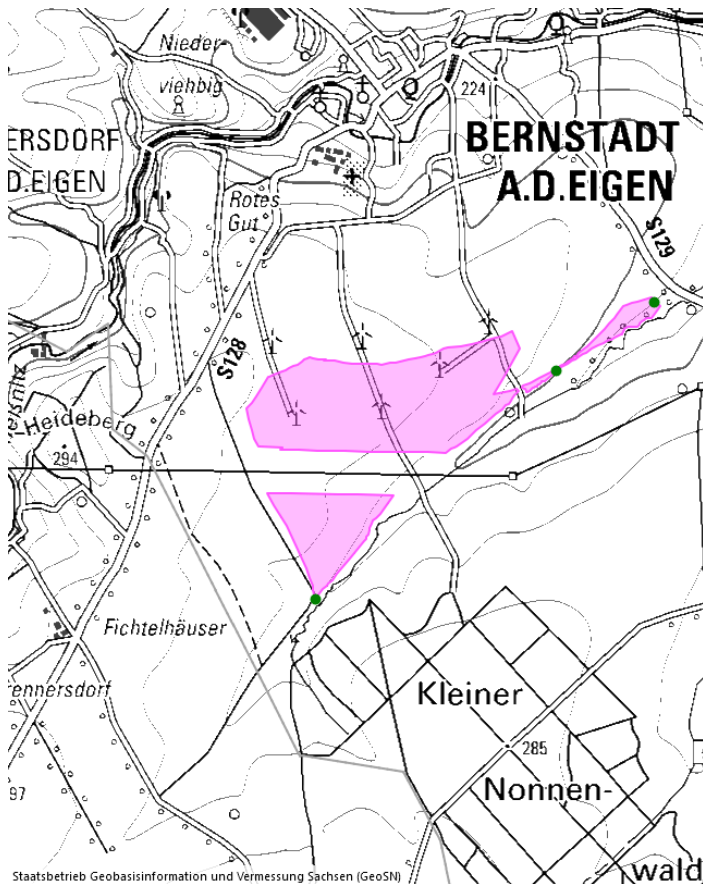 Nieder-
viehbig
224
ERSDORF
D.EIGEN
BERNSTADT
A.D.EIGEN
Rotes
Gut
S129
S128
Heideberg
294
Fichtelhäuser
ennersdorf
Kleiner
285
Nonnen-
97
wald
Staatsbetrieb Geobasisinformation und Vermessung Sachsen (GeoSN)